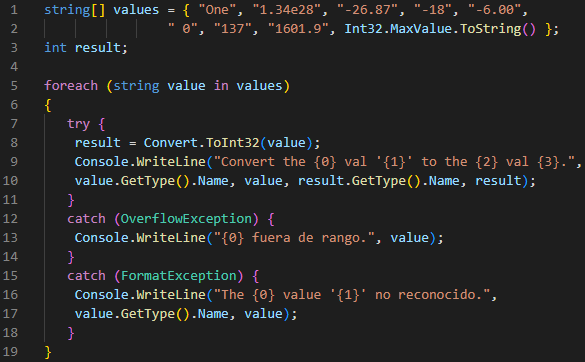 1 string[] values = { "One", "1.34e28", "-26.87", "-18", "-6.00",
2 " 0", "137", "1601.9", Int32.MaxValue.ToString() };
3 int result;
4
5 foreach (string value in values)
6 {
7 try {
8 result = Convert.ToInt32(value);
9 Console.WriteLine("Convert the {0} val '{1}' to the {2} val {3}.",
10 value.GetType().Name, value, result.GetType().Name, result);
11 }
12 catch (OverflowException) {
13 Console.WriteLine("{0} fuera de rango.", value);
14 }
15 catch (FormatException) {
16 Console.WriteLine("The {0} value '{1}' no reconocido.",
17 value.GetType().Name, value);
18 }
19 }